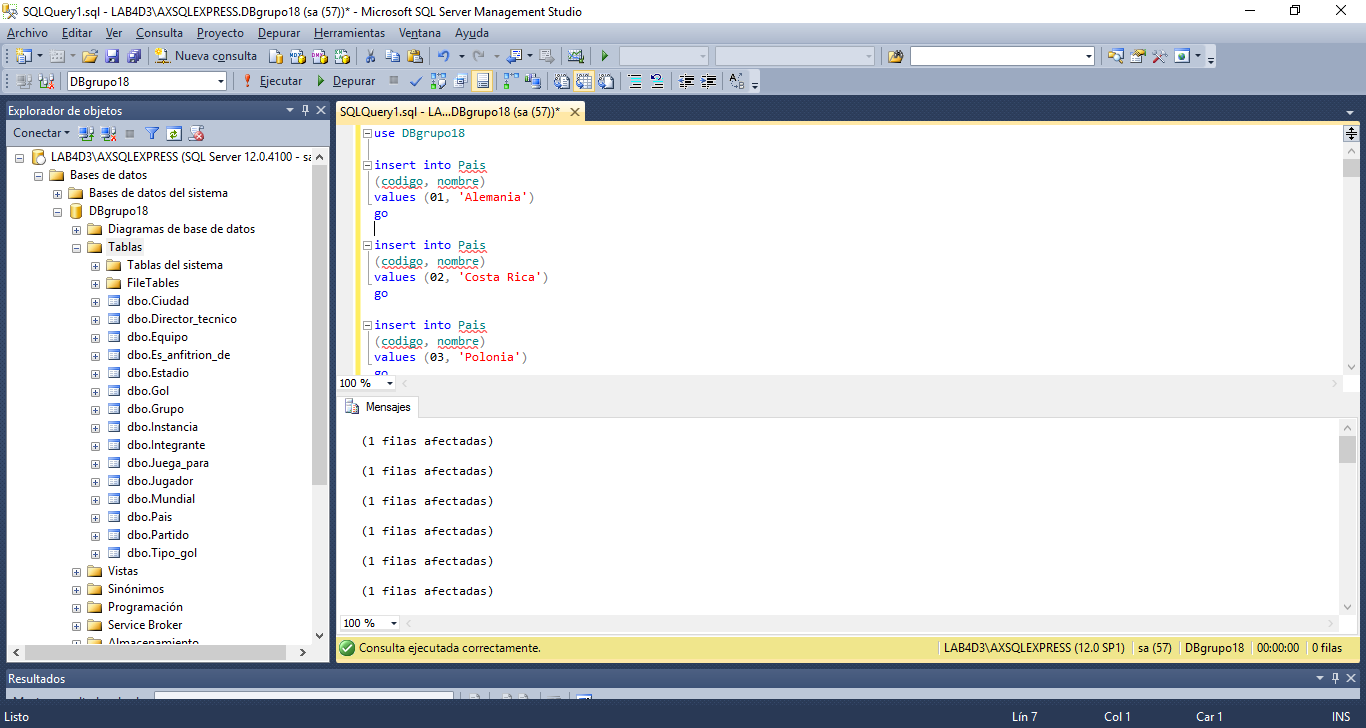 SQLQuery1.sql - LAB4D3\AXSQLEXPRESS.DBgrupo18 (sa (57))* - Microsoft SQL Server Management Studio
Archivo Editar Ver Consulta Proyecto Depurar Herramientas Ventana Ayuda
Nueva consulta
DBgrupo18 Ejecutar Depurar
Explorador de objetos
Conectar
LAB4D3\AXSQLEXPRESS (SQL Server 12.0.4100 - sa
Bases de datos
Bases de datos del sistema
DBgrupo18
Diagramas de base de datos
Tablas
Tablas del sistema
FileTables
dbo.Ciudad
dbo.Director_tecnico
dbo.Equipo
dbo.Es_anfitrion_de
dbo.Estadio
dbo.Gol
dbo.Grupo
dbo.Instancia
dbo.Integrante
dbo.Juega_para
dbo.Jugador
dbo.Mundial
dbo.Pais
dbo.Partido
dbo.Tipo_gol
Vistas
Sinónimos
Programación
Service Broker
Almacenamiento
SQLQuery1.sql - LA...DBgrupo18 (sa (57))*
use DBgrupo18
insert into Pais
(codigo, nombre)
values (01, 'Alemania')
go
insert into Pais
(codigo, nombre)
values (02, 'Costa Rica')
go
insert into Pais
(codigo, nombre)
values (03, 'Polonia')
go
100 %
Mensajes
(1 filas afectadas)
(1 filas afectadas)
(1 filas afectadas)
(1 filas afectadas)
(1 filas afectadas)
(1 filas afectadas)
100 %
Consulta ejecutada correctamente. LAB4D3\AXSQLEXPRESS (12.0 SP1) sa (57) DBgrupo18 00:00:00 0 filas
Resultados
Listo Lín 7 Col 1 Car 1 INS